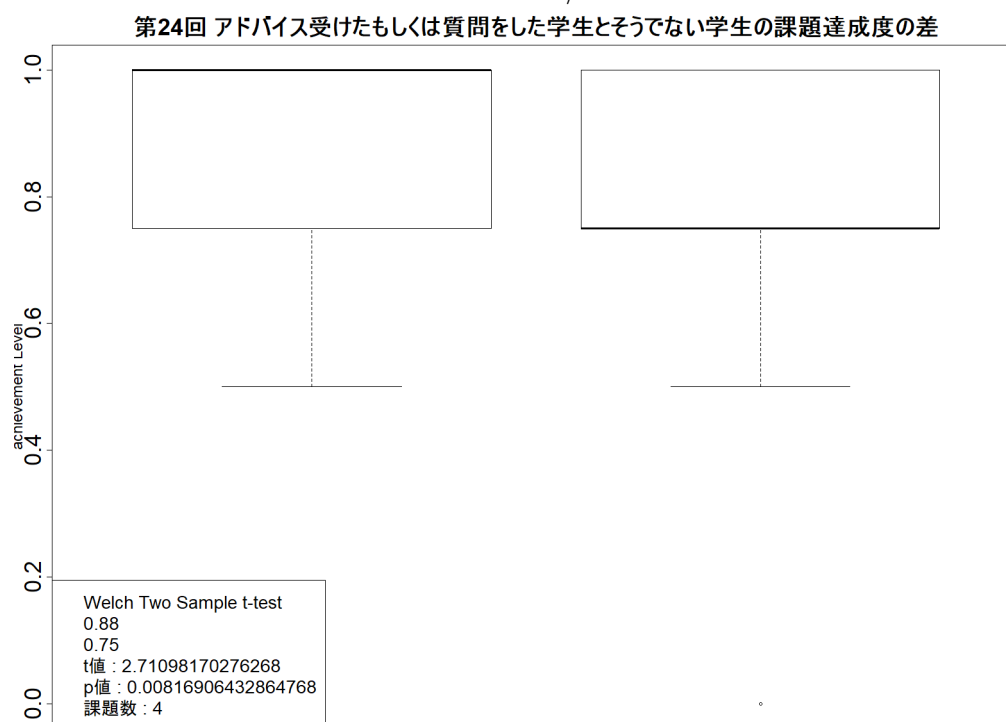 第24回 アドバイス受けたもしくは質問をした学生とそうでない学生の課題達成度の差
1.0
0.8
0.6
achievement Level
0.4
0.2
0.0
Welch Two Sample t-test
0.88
0.75
t値 : 2.71098170276268
p値 : 0.00816906432864768
課題数 : 4